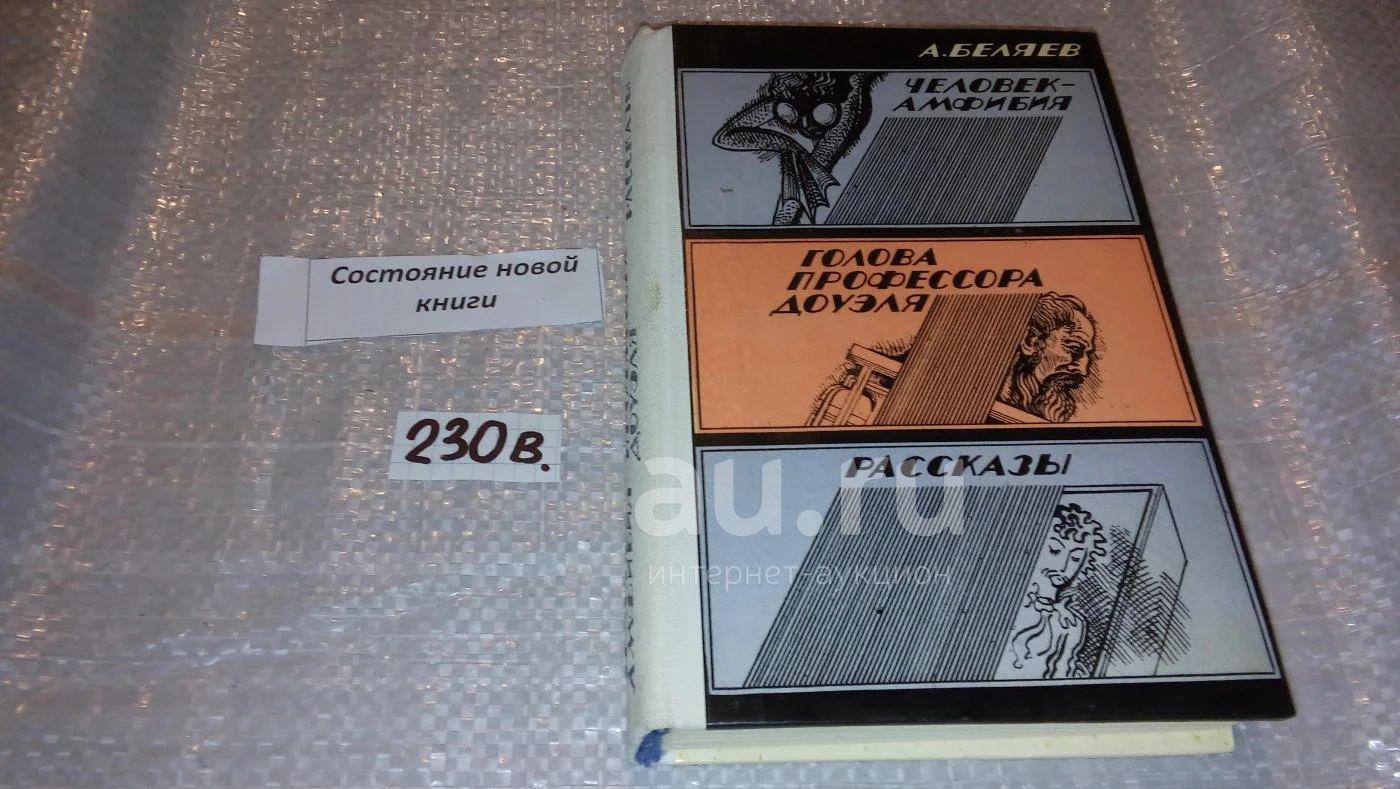 А.БЕЛЯЕВ
ЧЕЛОВЕК-
АМФИБИЯ
ГОЛОВА
ПРОФЕССОРА
ДОУЭЛЯ
РАССКАЗЫ
Состояние новой
книги
230в.
au.ru
интернет-аукцион